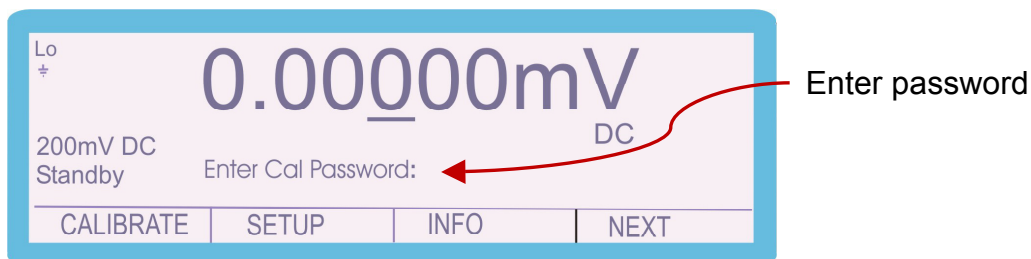 Lo
0.00000mV
DC
200mV DC
Standby
Enter Cal Password:
CALIBRATE SETUP INFO NEXT
Enter password